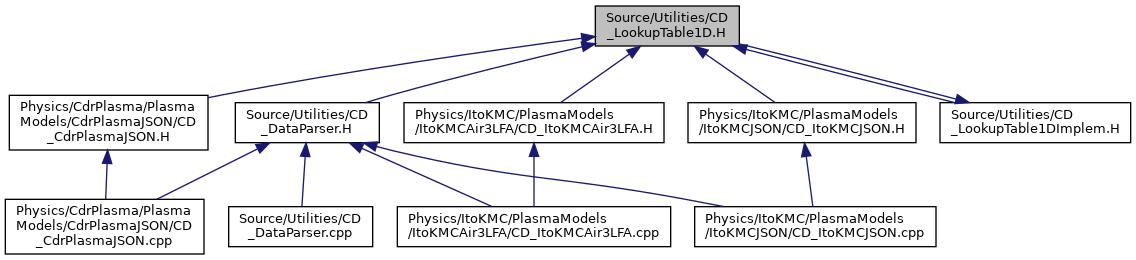 Source/Utilities/CD
_LookupTable1D.H
Physics/CdrPlasma/Plasma
Models/CdrPlasmaJSON/CD
_CdrPlasmaJSON.H
Source/Utilities/CD
_DataParser.H
Physics/ItoKMC/PlasmaModels
/ItoKMCAir3LFA/CD_ItoKMCAir3LFA.H
Physics/ItoKMC/PlasmaModels
/ItoKMCJSON/CD_ItoKMCJSON.H
Source/Utilities/CD
_LookupTable1DImplem.H
Physics/CdrPlasma/Plasma
Models/CdrPlasmaJSON/CD
_CdrPlasmaJSON.cpp
Source/Utilities/CD
_DataParser.cpp
Physics/ItoKMC/PlasmaModels
/ItoKMCAir3LFA/CD_ItoKMCAir3LFA.cpp
Physics/ItoKMC/PlasmaModels
/ItoKMCJSON/CD_ItoKMCJSON.cpp